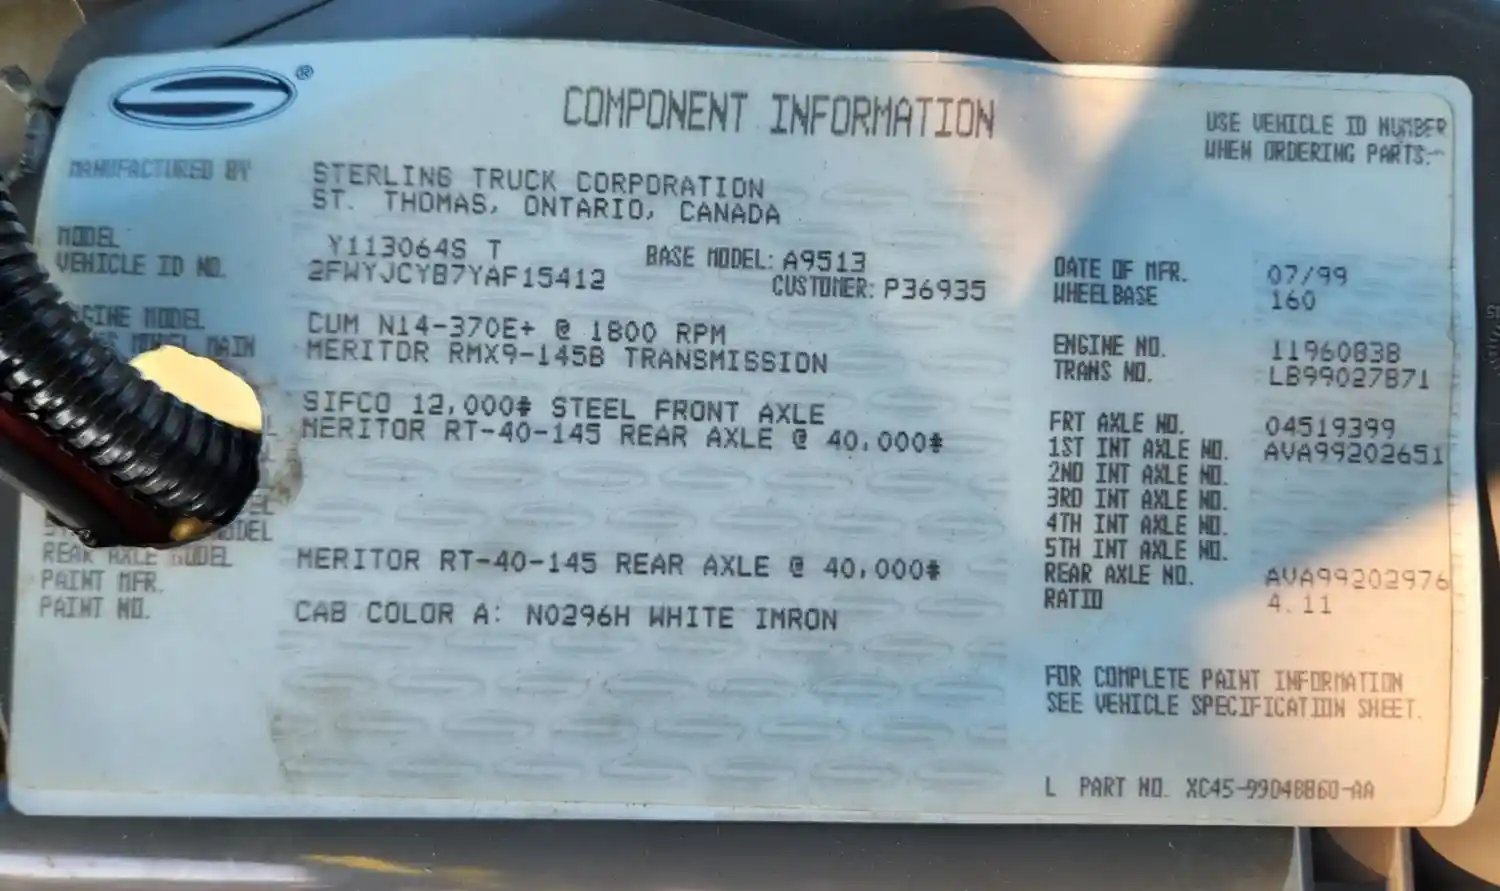 ®
COMPONENT INFORMATION
USE VEHICLE ID NUMBER
WHEN ORDERING PARTS.
MANUFACTURED BY STERLING TRUCK CORPORATION
ST. THOMAS, ONTARIO, CANADA
MODEL Y113064S T BASE MODEL: A9513
VEHICLE ID NO. 2FWYJCYB7YAF15412 CUSTOMER: P36935
DATE OF MFR. 07/99
WHEELBASE 160
MODEL CUM N14-370E+ @ 1800 RPM
MODEL MAIN MERITOR RMX9-145B TRANSMISSION
ENGINE NO. 11960838
TRANS NO. LB99027871
SIFCO 12,000# STEEL FRONT AXLE
MERITOR RT-40-145 REAR AXLE @ 40,000#
FRT AXLE NO. 04519399
1ST INT AXLE NO. AVA99202651
2ND INT AXLE NO.
3RD INT AXLE NO.
4TH INT AXLE NO.
5TH INT AXLE NO.
REAR AXLE MODEL MERITOR RT-40-145 REAR AXLE @ 40,000#
REAR AXLE NO. AVA99202976
RATIO 4.11
PAINT MFR.
PAINT NO. CAB COLOR A: N0296H WHITE IMRON
FOR COMPLETE PAINT INFORMATION
SEE VEHICLE SPECIFICATION SHEET.
L PART NO. XC45-99048860-AA